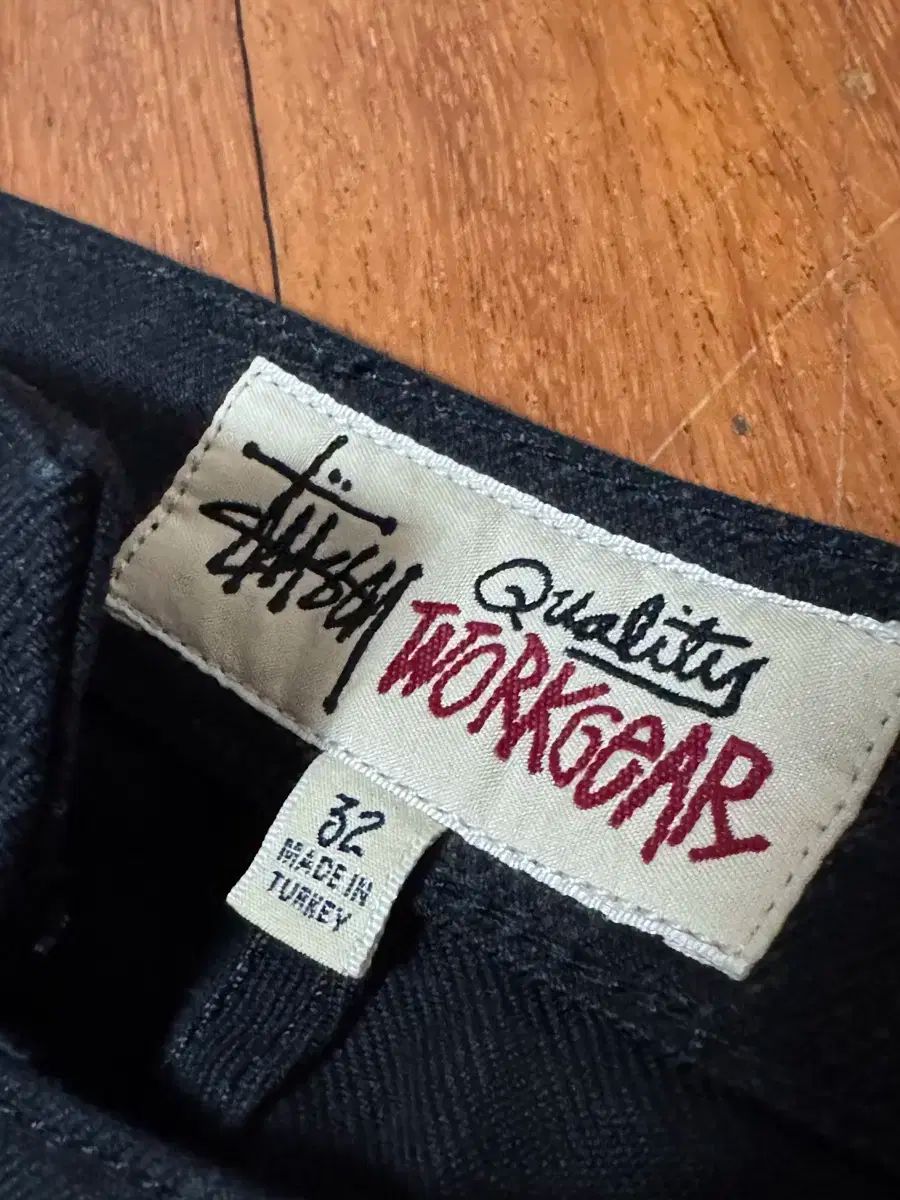 Stüssy
Quality
WORKGEAR
32
MADE IN
TURKEY